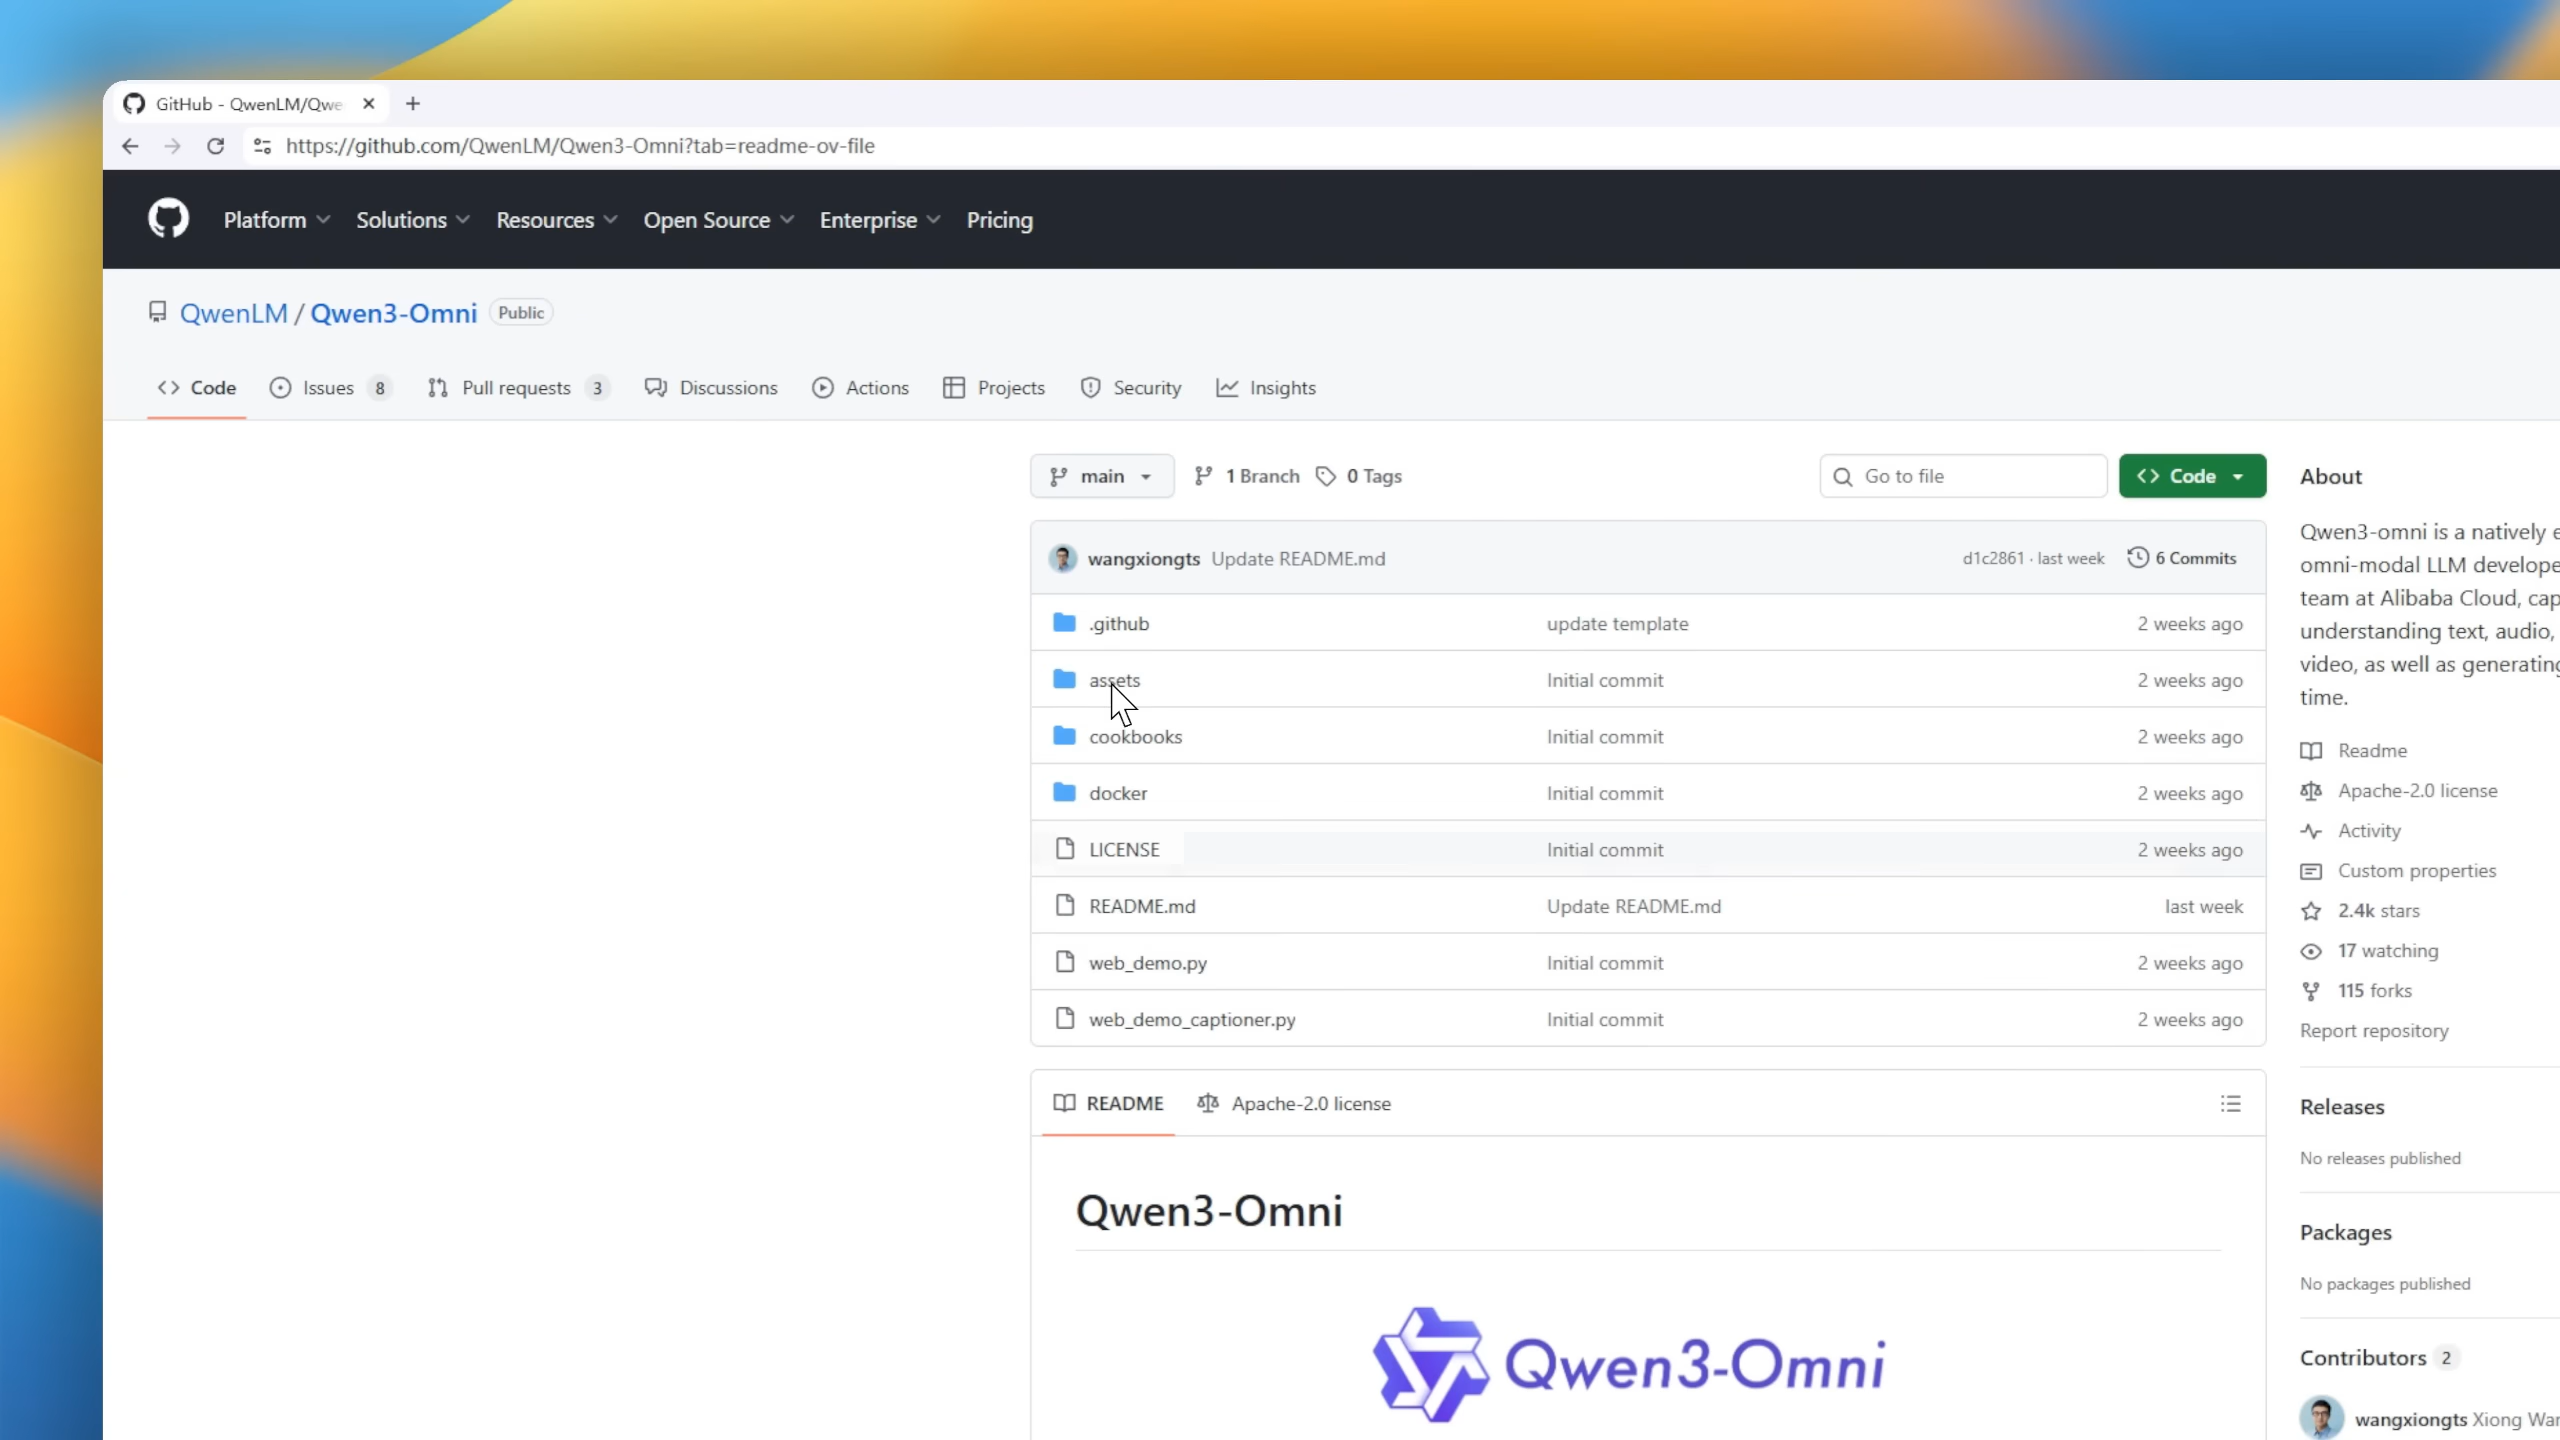 GitHub - QwenLM/Qwe
https://github.com/QwenLM/Qwen3-Omni?tab=readme-ov-file
Platform Solutions Resources Open Source Enterprise Pricing
QwenLM / Qwen3-Omni Public
Code Issues 8 Pull requests 3 Discussions Actions Projects Security Insights
main 1 Branch 0 Tags Go to file Code
wangxiongts Update README.md d1c2861 · last week 6 Commits
.github update template 2 weeks ago
assets Initial commit 2 weeks ago
cookbooks Initial commit 2 weeks ago
docker Initial commit 2 weeks ago
LICENSE Initial commit 2 weeks ago
README.md Update README.md last week
web_demo.py Initial commit 2 weeks ago
web_demo_captioner.py Initial commit 2 weeks ago
README Apache-2.0 license
Qwen3-Omni
Qwen3-Omni
About
Qwen3-omni is a natively e
omni-modal LLM develope
team at Alibaba Cloud, cap
understanding text, audio,
video, as well as generating
time.
Readme
Apache-2.0 license
Activity
Custom properties
2.4k stars
17 watching
115 forks
Report repository
Releases
No releases published
Packages
No packages published
Contributors 2
wangxiongts Xiong Wan